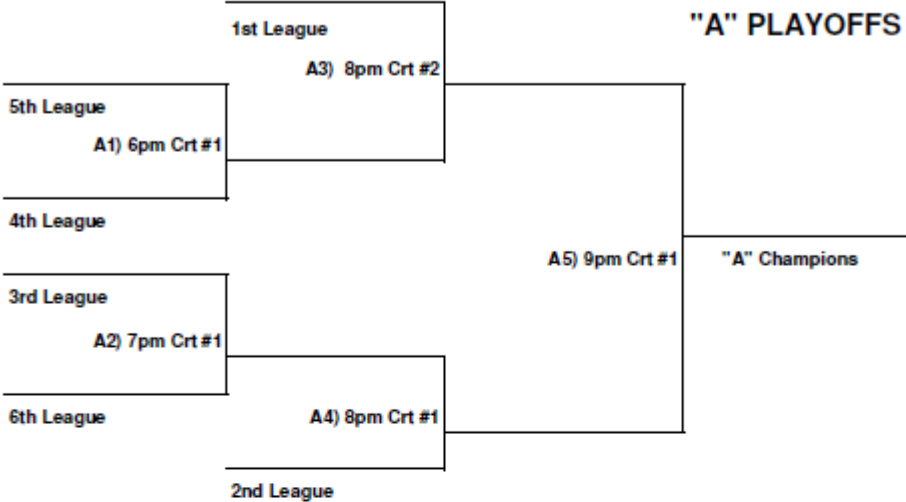 "A" PLAYOFFS
1st League
A3) 8pm Crt #2
5th League
A1) 6pm Crt #1
4th League
A5) 9pm Crt #1
"A" Champions
3rd League
A2) 7pm Crt #1
6th League
A4) 8pm Crt #1
2nd League